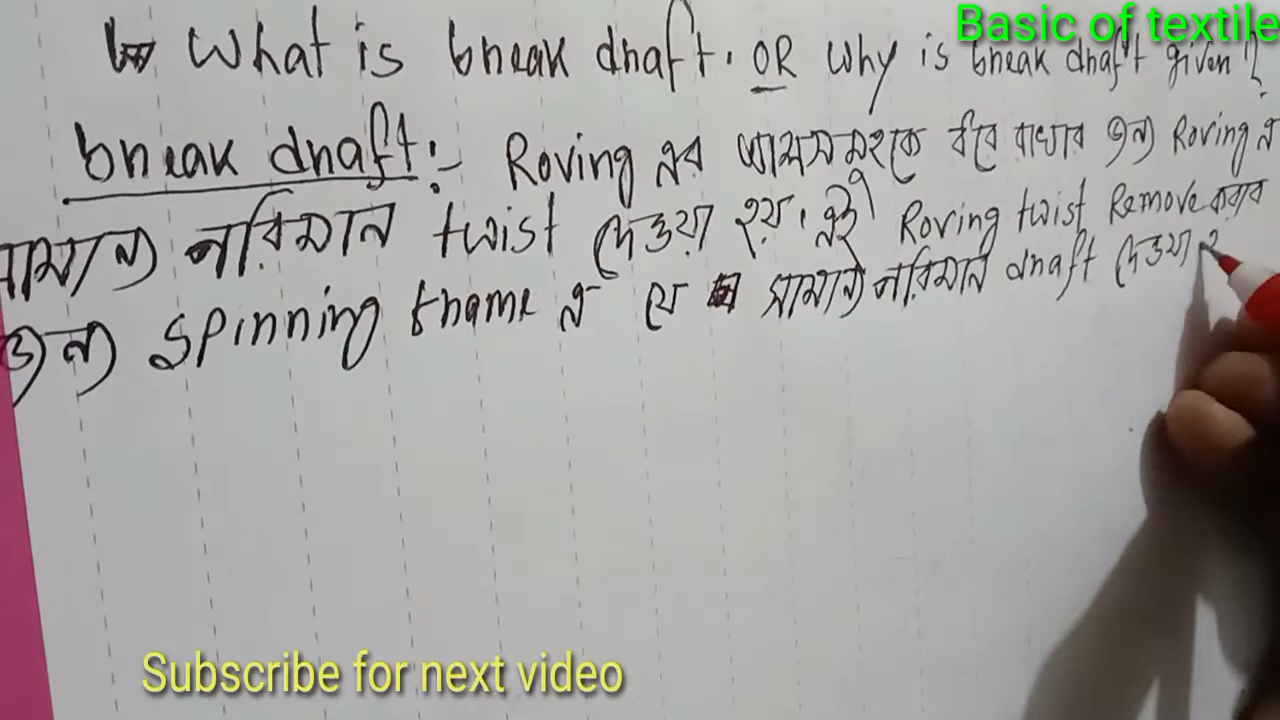 Basic of textile
What is break draft. OR Why is break draft given?
break draft:- Roving এর আঁশসমূহকে ধরে রাখার জন্য Roving এ
সামান্য পরিমান twist দেওয়া হয়। এই Roving twist Remove করার
জন্য spinning frame এ যে সামান্য পরিমান draft দেওয়া হ
Subscribe for next video